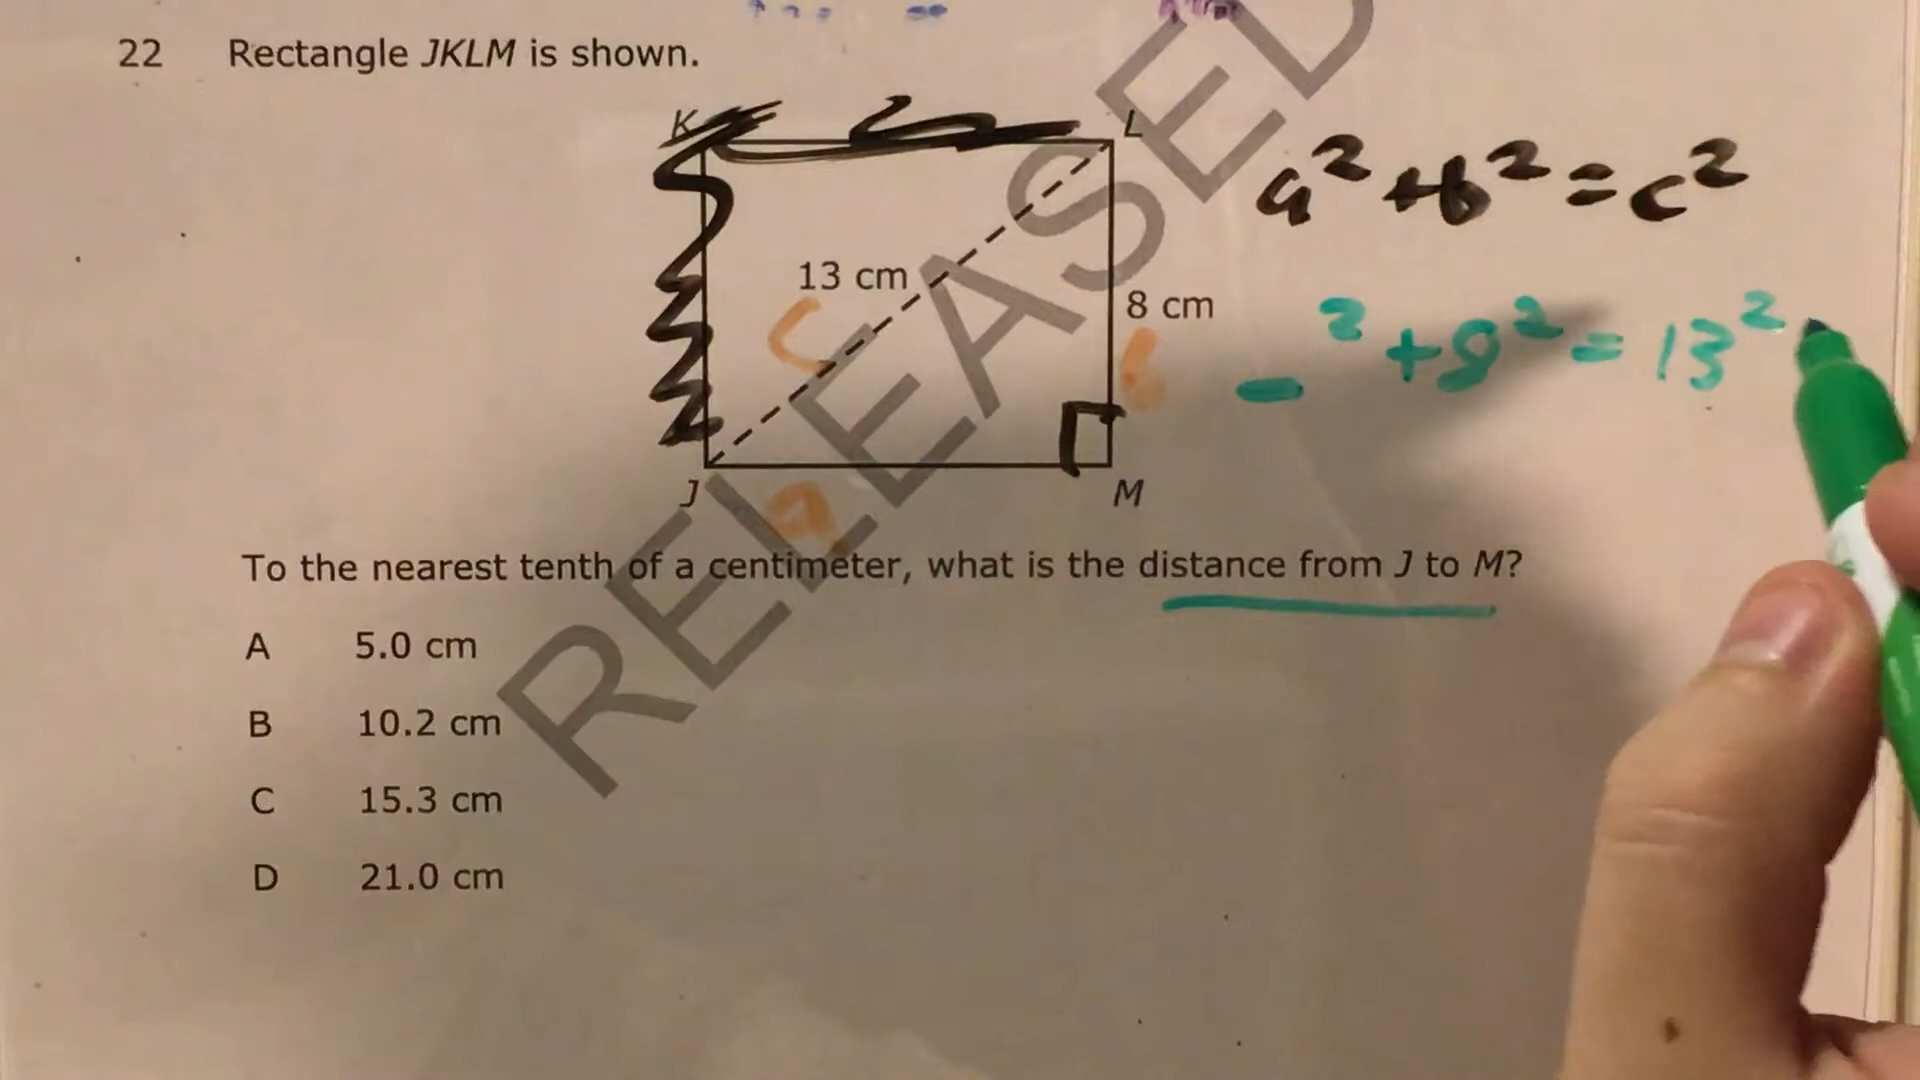 22 Rectangle JKLM is shown.
K
L
a² + b² = c²
13 cm
8 cm
_² + 8² = 13²
c
b
J
M
a
To the nearest tenth of a centimeter, what is the distance from J to M?
A 5.0 cm
B 10.2 cm
C 15.3 cm
D 21.0 cm
RELEASED